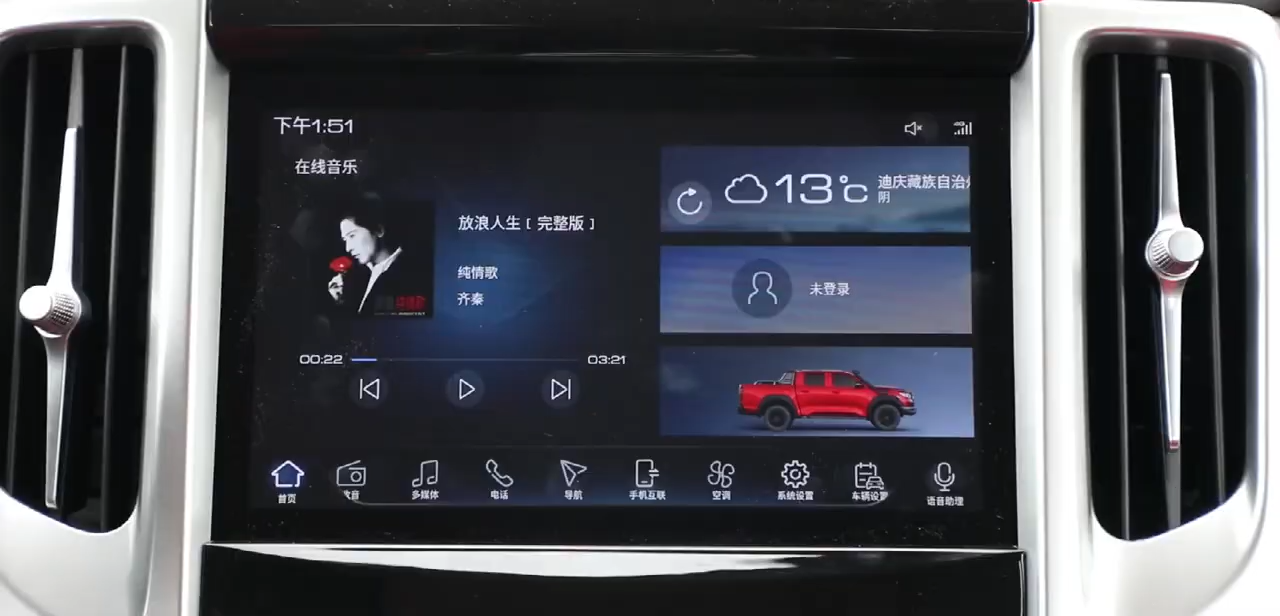 下午1:51
在线音乐
放浪人生 [ 完整版 ]
纯情歌
齐秦
00:22
03:21
13℃
迪庆藏族自治
阴
未登录
首页
音
多媒体
电话
导航
手机互联
空调
系统设置
车辆设置
语音助理